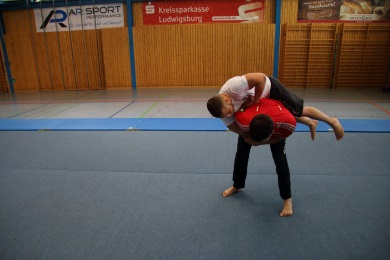 AR SPORT
PERFORMANCE
Kreissparkasse
Ludwigsburg